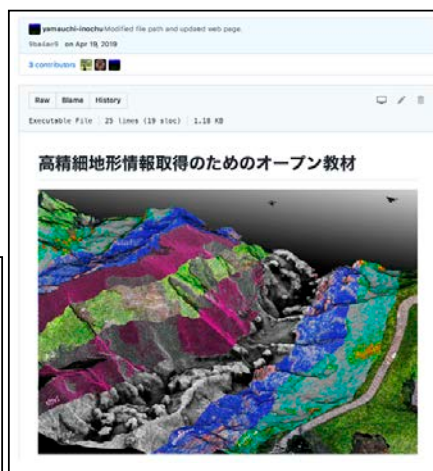 yamauchi-inochu Modified file path and updated web page.
on Apr 19, 2019
3 contributors
Raw Blame History
Executable File 25 lines (19 sloc) 1.18 KB
高精細地形情報取得のためのオープン教材